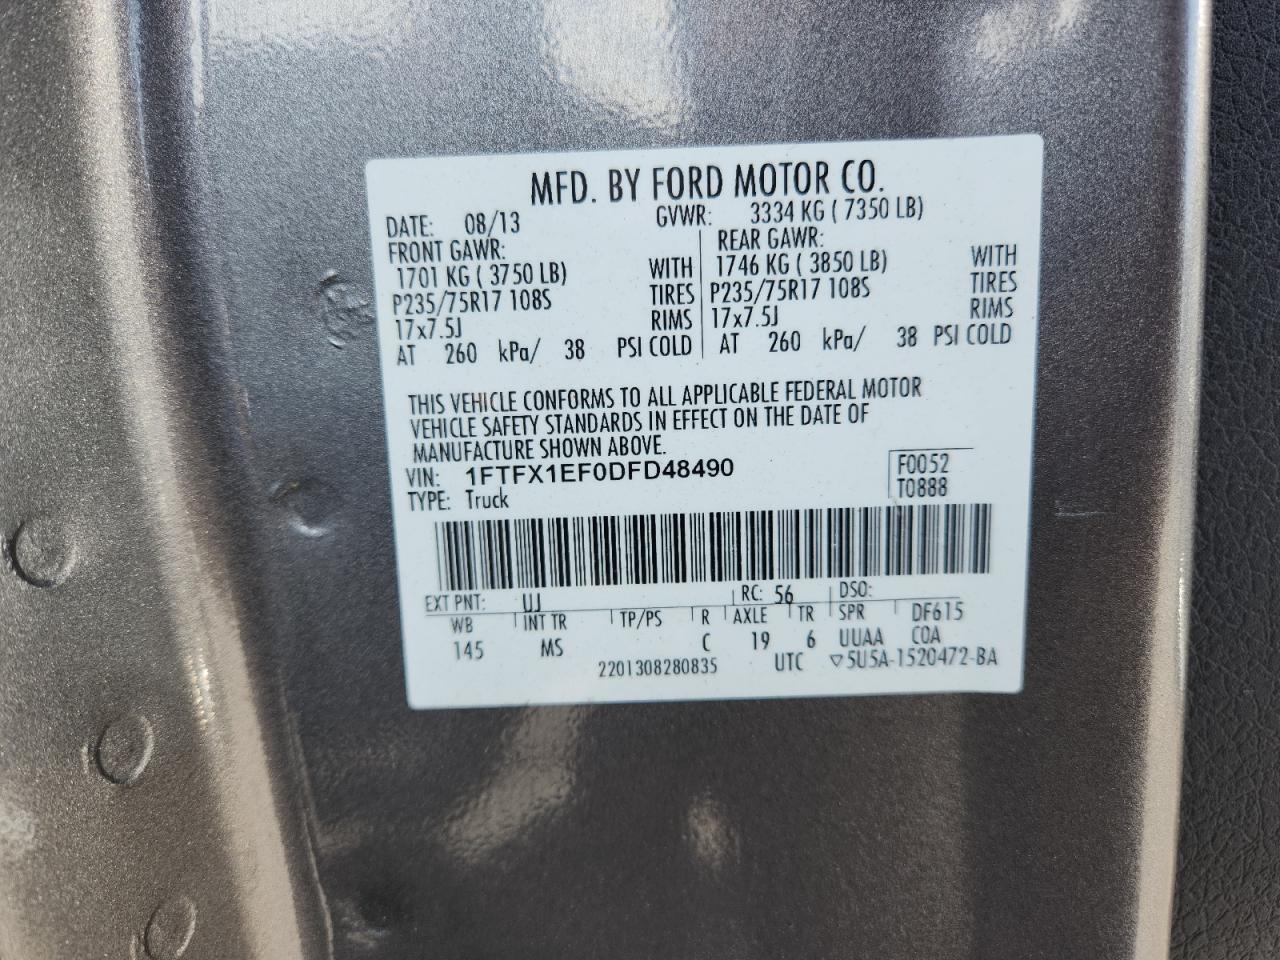 MFD. BY FORD MOTOR CO.
DATE: 08/13 GVWR: 3334 KG ( 7350 LB)
FRONT GAWR: REAR GAWR:
1701 KG ( 3750 LB) WITH 1746 KG ( 3850 LB) WITH
P235/75R17 108S TIRES P235/75R17 108S TIRES
17x7.5J RIMS 17x7.5J RIMS
AT 260 kPa/ 38 PSI COLD AT 260 kPa/ 38 PSI COLD
THIS VEHICLE CONFORMS TO ALL APPLICABLE FEDERAL MOTOR
VEHICLE SAFETY STANDARDS IN EFFECT ON THE DATE OF
MANUFACTURE SHOWN ABOVE.
VIN: 1FTFX1EF0DFD48490 F0052
TYPE: Truck T0888
EXT PNT: UJ RC: 56 DSO:
WB INT TR TP/PS R AXLE TR SPR DF615
145 MS C 19 6 UUAA COA
2201308280835 UTC ▽5U5A-1520472-BA